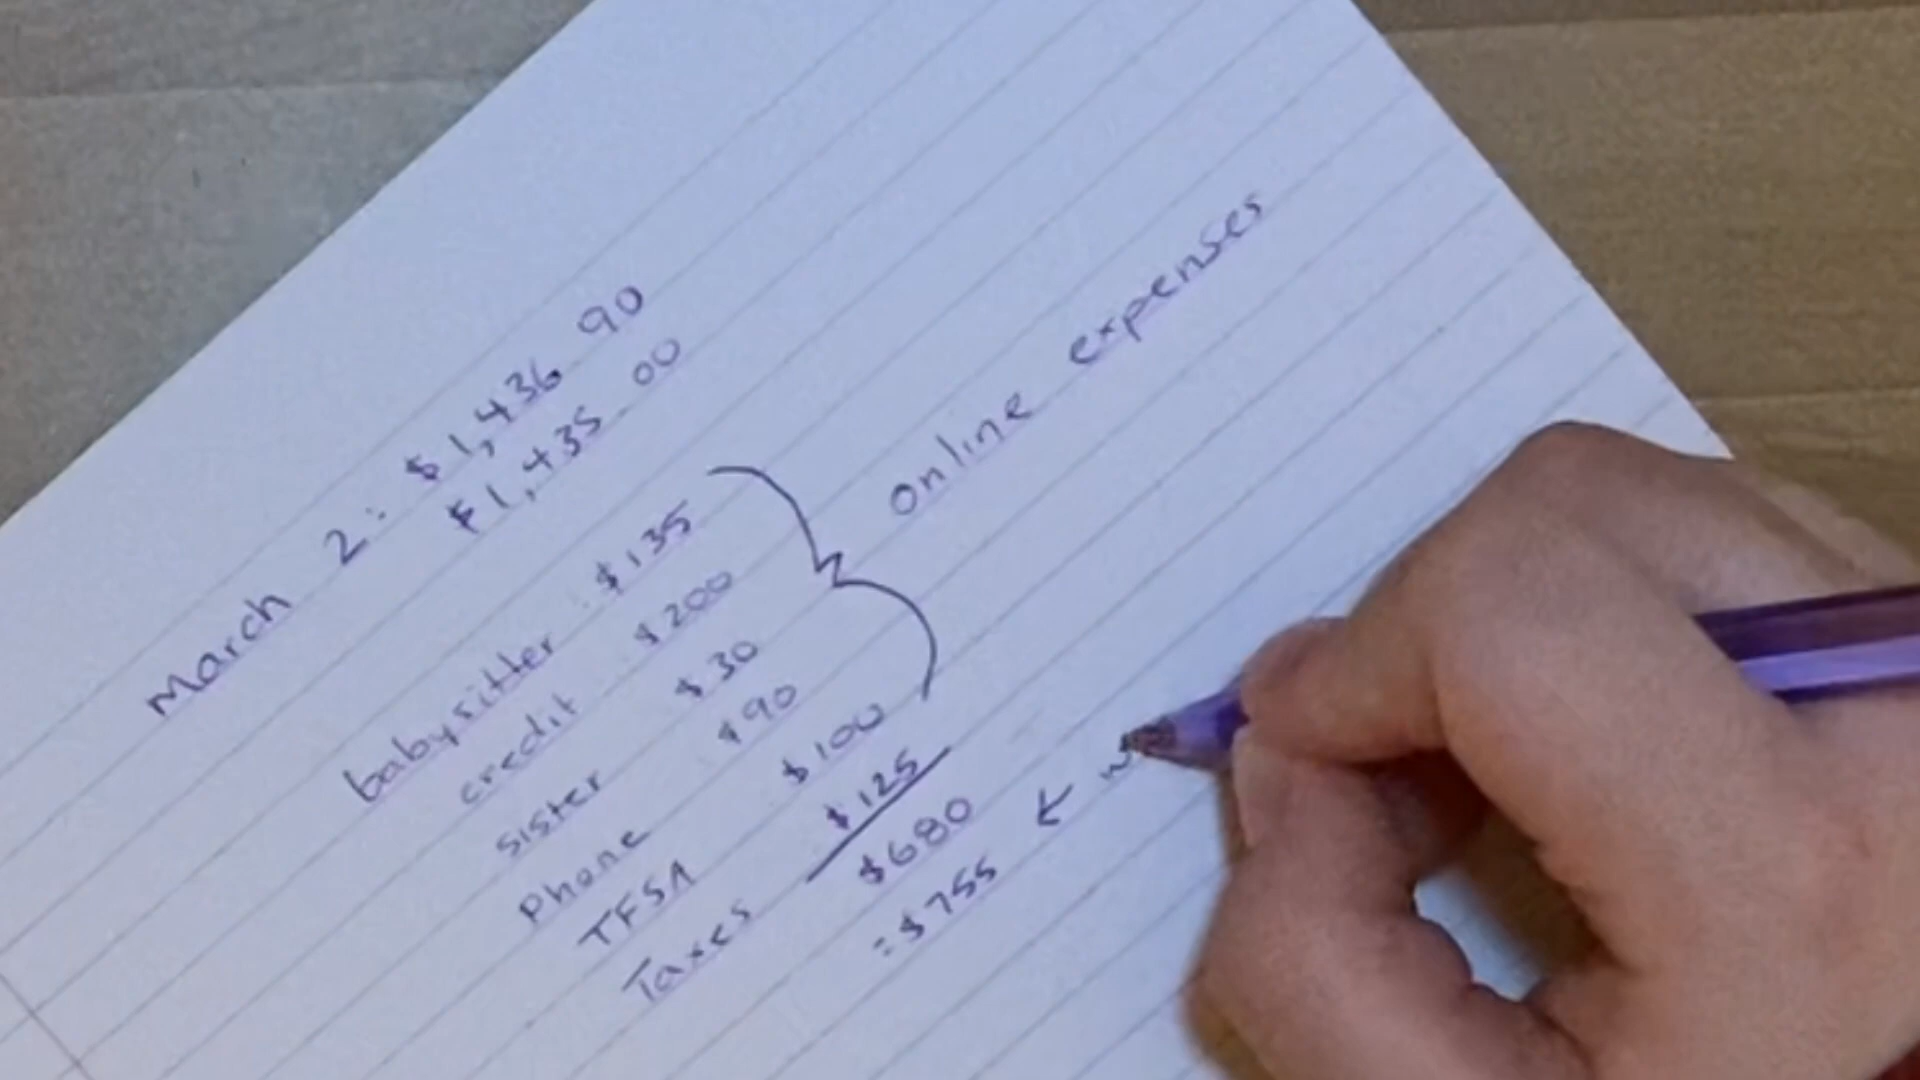 March 2: $1,436 90
$1,435 00
babysitter $135
credit $200
sister $30
Phone $90
TFSA $100
Taxes $125
$680
= $755 ←
online expenses